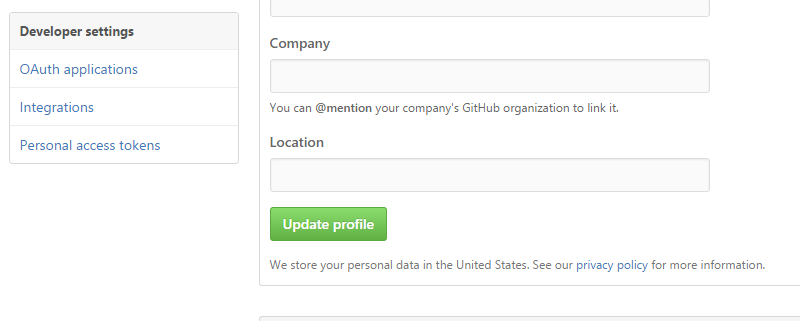 Developer settings
OAuth applications
Integrations
Personal access tokens
Company
You can @mention your company's GitHub organization to link it.
Location
Update profile
We store your personal data in the United States. See our privacy policy for more information.